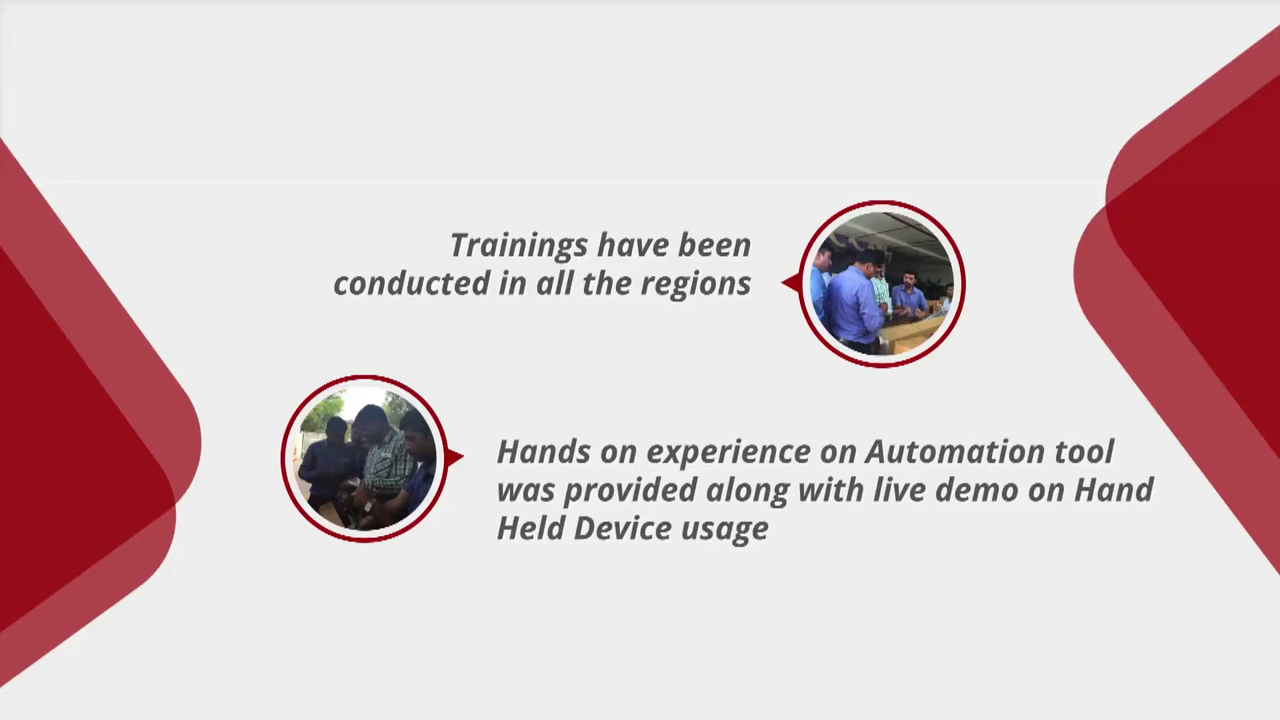 Trainings have been
conducted in all the regions
Hands on experience on Automation tool
was provided along with live demo on Hand
Held Device usage